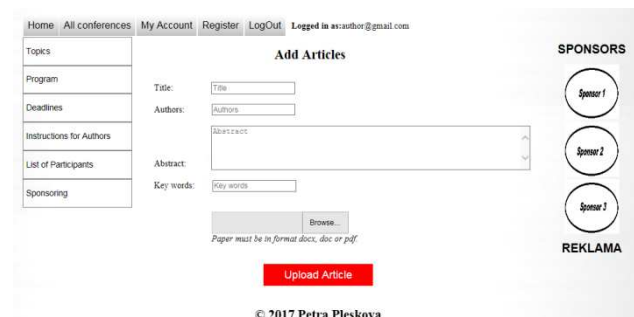 Home All conferences My Account Register LogOut Logged in as:author@gmail.com
Topics
Program
Deadlines
Instructions for Authors
List of Participants
Sponsoring
Add Articles
Title: Title
Authors: Authors
Abstract
Abstract:
Key words: Key words
Browse...
Paper must be in format docx, doc or pdf.
Upload Article
SPONSORS
Sponsor 1
Sponsor 2
Sponsor 3
REKLAMA
© 2017 Petra Pleskova